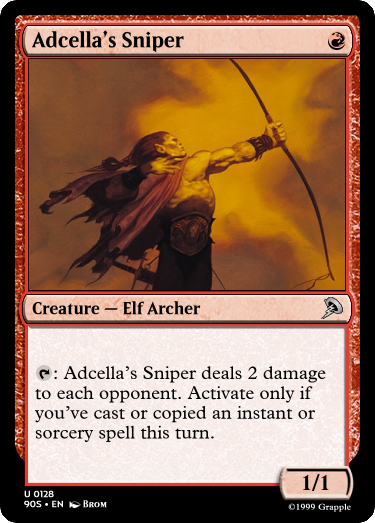 Adcella's Sniper
Creature — Elf Archer
: Adcella's Sniper deals 2 damage
to each opponent. Activate only if
you've cast or copied an instant or
sorcery spell this turn.
1/1
U 0128
90S • EN BROM
©1999 Grapple